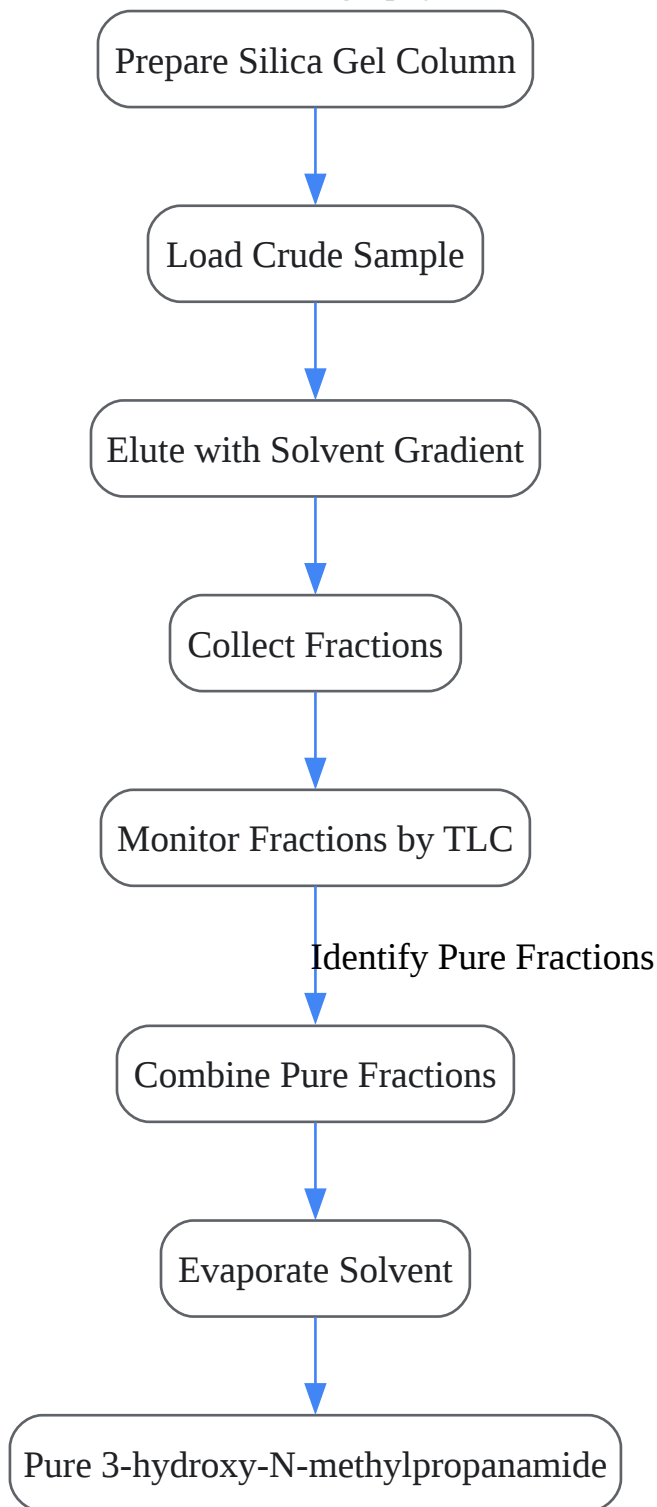 Prepare Silica Gel Column
Load Crude Sample
Elute with Solvent Gradient
Collect Fractions
Monitor Fractions by TLC
Identify Pure Fractions
Combine Pure Fractions
Evaporate Solvent
Pure 3-hydroxy-N-methylpropanamide